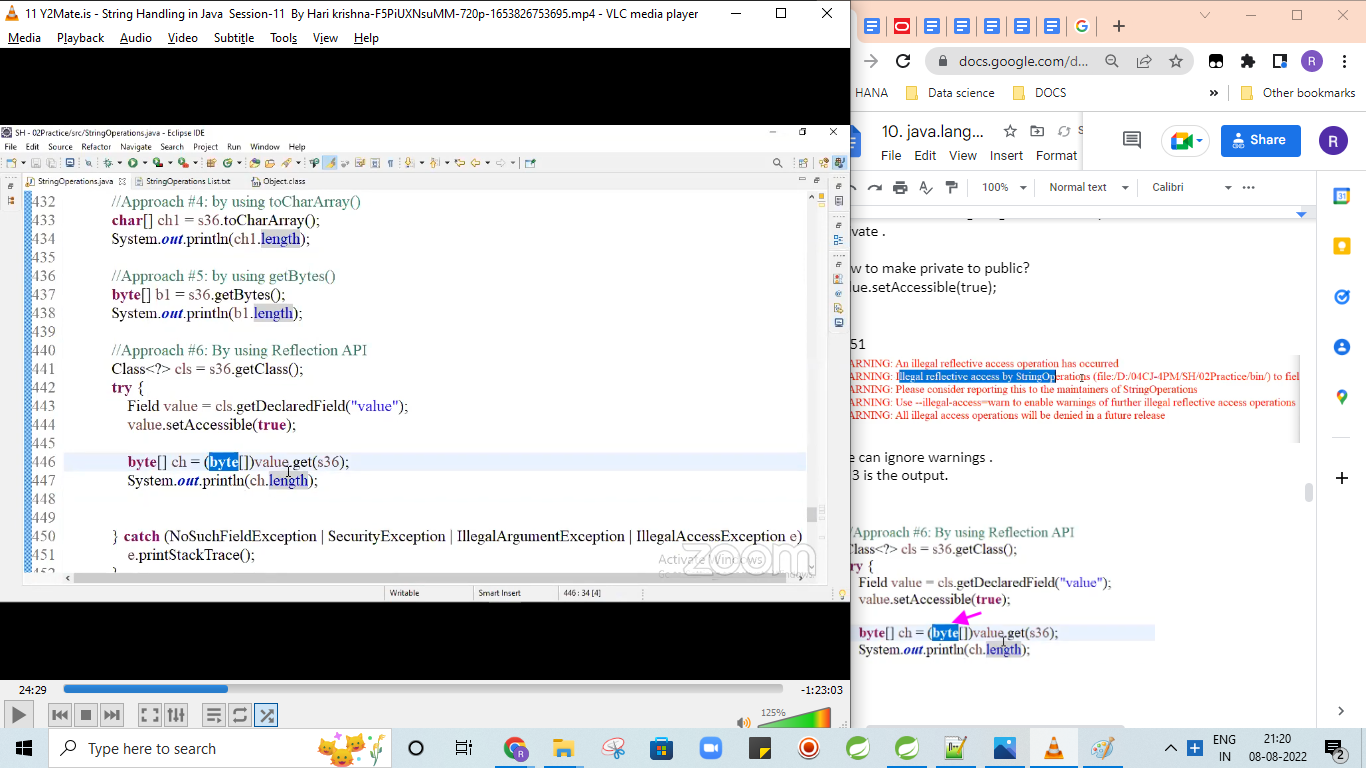 11 Y2Mate.is - String Handling in Java Session-11 By Hari krishna-F5PiUXNsuMM-720p-1653826753695.mp4 - VLC media player
Media Playback Audio Video Subtitle Tools View Help
SH - 02Practice/src/StringOperations.java - Eclipse IDE
File Edit Source Refactor Navigate Search Project Run Window Help
StringOperations.java StringOperations List.txt Object.class
432 //Approach #4: by using toCharArray()
433 char[] ch1 = s36.toCharArray();
434 System.out.println(ch1.length);
435
436 //Approach #5: by using getBytes()
437 byte[] b1 = s36.getBytes();
438 System.out.println(b1.length);
439
440 //Approach #6: By using Reflection API
441 Class<?> cls = s36.getClass();
442 try {
443 Field value = cls.getDeclaredField("value");
444 value.setAccessible(true);
445
446 byte[] ch = (byte[])value.get(s36);
447 System.out.println(ch.length);
448
449
450 } catch (NoSuchFieldException | SecurityException | IllegalArgumentException | IllegalAccessException e)
451 e.printStackTrace();
452 }
Activate Windows
zoom
Writable Smart Insert 446 : 34 [4]
24:29 -1:23:03
125%
docs.google.com/d... R
HANA Data science DOCS » Other bookmarks
10. java.lang... S
File Edit View Insert Format
Share R
100% Normal text Calibri
vate .
w to make private to public?
ue.setAccessible(true);
51
ARNING: An illegal reflective access operation has occurred
ARNING: Illegal reflective access by StringOperations (file:/D:/04CJ-4PM/SH/02Practice/bin/) to fiel
ARNING: Please consider reporting this to the maintainers of StringOperations
ARNING: Use --illegal-access=warn to enable warnings of further illegal reflective access operations
ARNING: All illegal access operations will be denied in a future release
e can ignore warnings .
3 is the output.
/Approach #6: By using Reflection API
lass<?> cls = s36.getClass();
ry {
Field value = cls.getDeclaredField("value");
value.setAccessible(true);
byte[] ch = (byte[])value.get(s36);
System.out.println(ch.length);
Type here to search
ENG
IN
21:20
08-08-2022
2